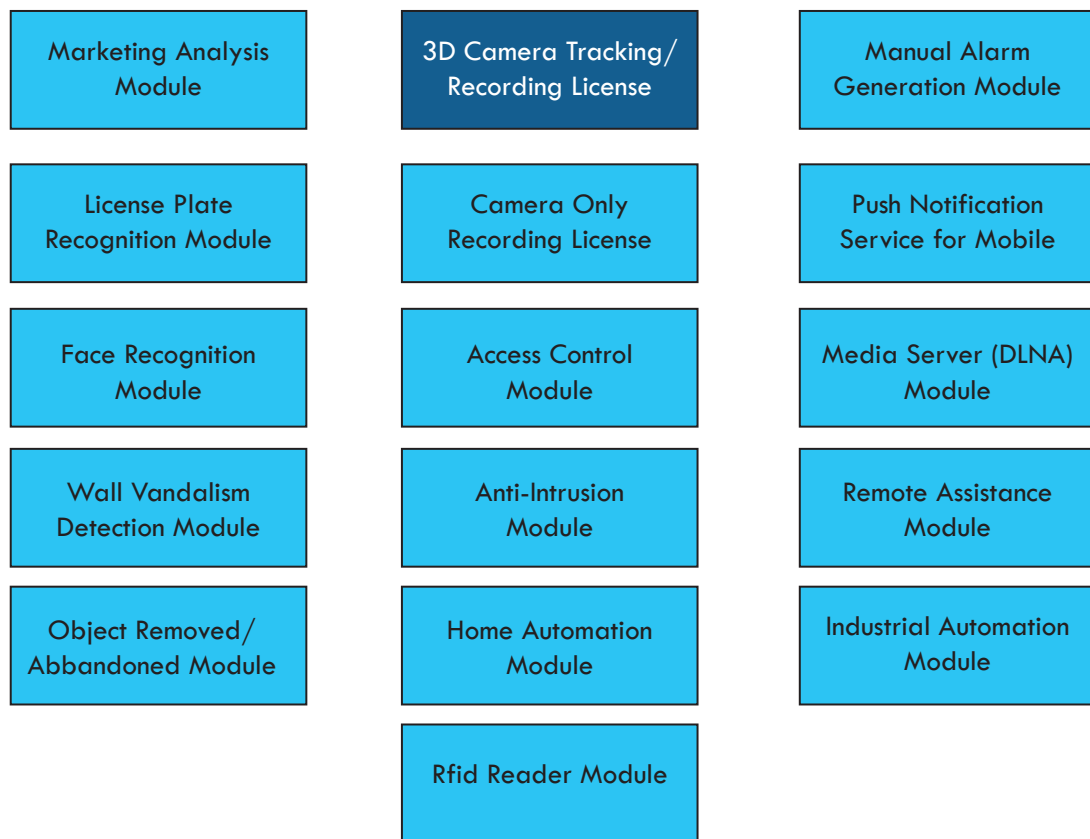 Marketing Analysis
Module
3D Camera Tracking/
Recording License
Manual Alarm
Generation Module
License Plate
Recognition Module
Camera Only
Recording License
Push Notification
Service for Mobile
Face Recognition
Module
Access Control
Module
Media Server (DLNA)
Module
Wall Vandalism
Detection Module
Anti-Intrusion
Module
Remote Assistance
Module
Object Removed/
Abbandoned Module
Home Automation
Module
Industrial Automation
Module
Rfid Reader Module